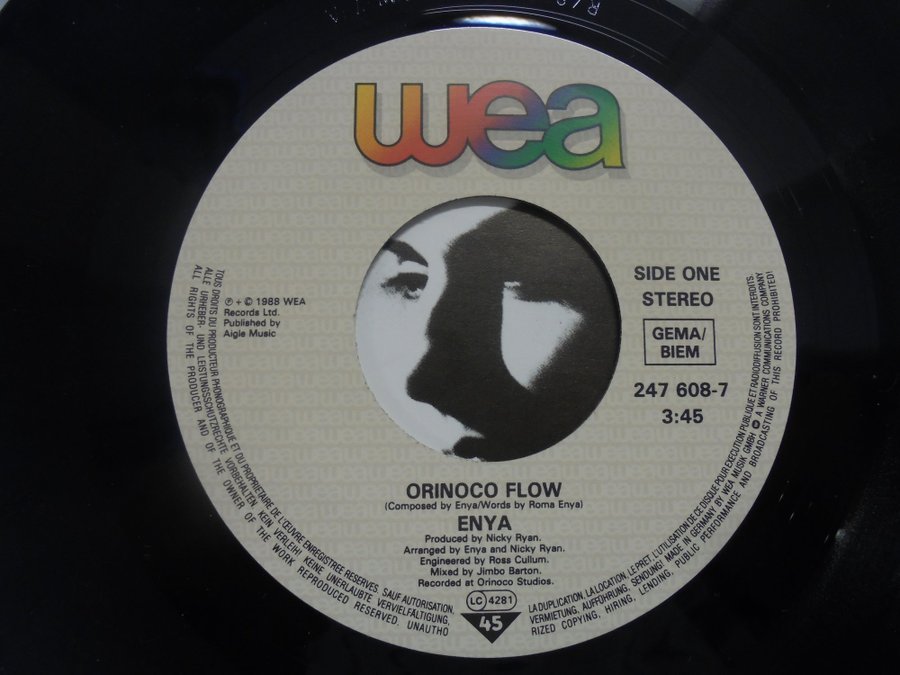 wea
SIDE ONE
STEREO
GEMA/
BIEM
247 608-7
3:45
℗ + © 1988 WEA
Records Ltd.
Published by
Aigle Music
ORINOCO FLOW
(Composed by Enya/Words by Roma Enya)
ENYA
Produced by Nicky Ryan.
Arranged by Enya and Nicky Ryan.
Engineered by Ross Cullum.
Mixed by Jimbo Barton.
Recorded at Orinoco Studios.
LC 4281
45
TOUS DROITS DU PRODUCTEUR PHONOGRAPHIQUE ET DU PROPRIETAIRE DE L'ŒUVRE ENREGISTREE RESERVES. SAUF AUTORISATION, LA DUPLICATION, LA LOCATION, LE PRET, L'UTILISATION DE CE DISQUE POUR EXECUTION PUBLIQUE ET RADIODIFFUSION SONT INTERDITS.
ALLE URHEBER- UND LEISTUNGSSCHUTZRECHTE VORBEHALTEN. KEIN VERLEIH! KEINE UNERLAUBTE VERVIELFÄLTIGUNG, VERMIETUNG, AUFFÜHRUNG, SENDUNG! MADE IN GERMANY BY WEA MUSIK GMBH A WARNER COMMUNICATIONS COMPANY
ALL RIGHTS OF THE PRODUCER AND OF THE OWNER OF THE WORK REPRODUCED RESERVED. UNAUTHORIZED COPYING, HIRING, LENDING, PUBLIC PERFORMANCE AND BROADCASTING OF THIS RECORD PROHIBITED!